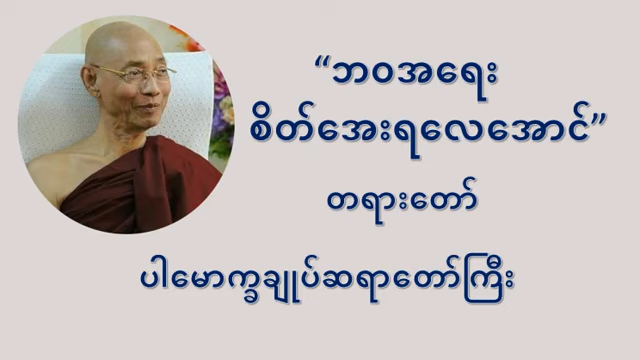 “ဘဝအရေး
စိတ်အေးရလေအောင်”
တရားတော်
ပါမောက္ခချုပ်ဆရာတော်ကြီး